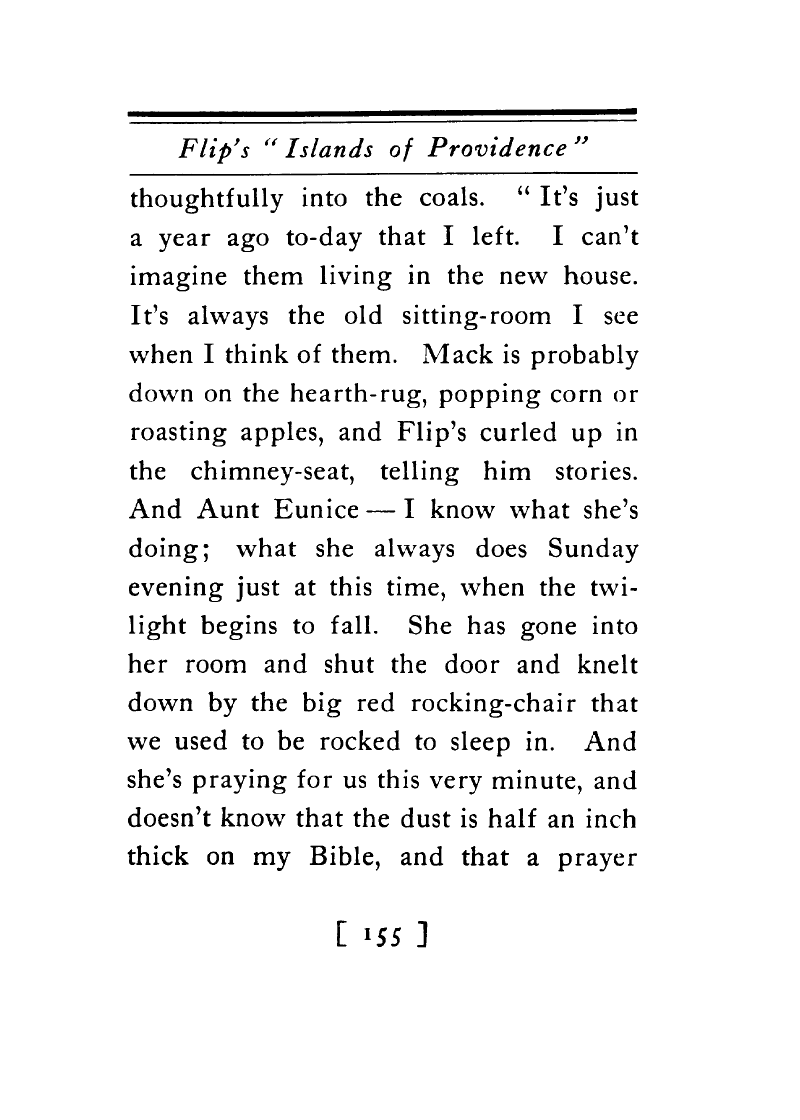 Flip's “Islands of Providence”
thoughtfully into the coals. “It's just
a year ago to-day that I left. I can't
imagine them living in the new house.
It's always the old sitting-room I see
when I think of them. Mack is probably
down on the hearth-rug, popping corn or
roasting apples, and Flip's curled up in
the chimney-seat, telling him stories.
And Aunt Eunice — I know what she's
doing; what she always does Sunday
evening just at this time, when the twi-
light begins to fall. She has gone into
her room and shut the door and knelt
down by the big red rocking-chair that
we used to be rocked to sleep in. And
she's praying for us this very minute, and
doesn't know that the dust is half an inch
thick on my Bible, and that a prayer
[ 155 ]